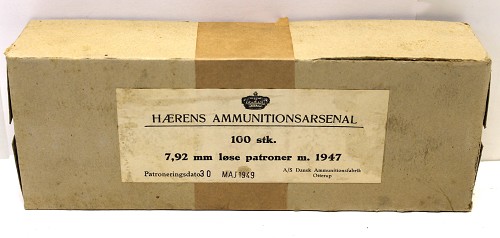 HÆRENS AMMUNITIONSARSENAL
100 stk.
7,92 mm løse patroner m. 1947
Patroneringsdato 30 MAJ 1949
A/S Dansk Ammunitionsfabrik
Otterup